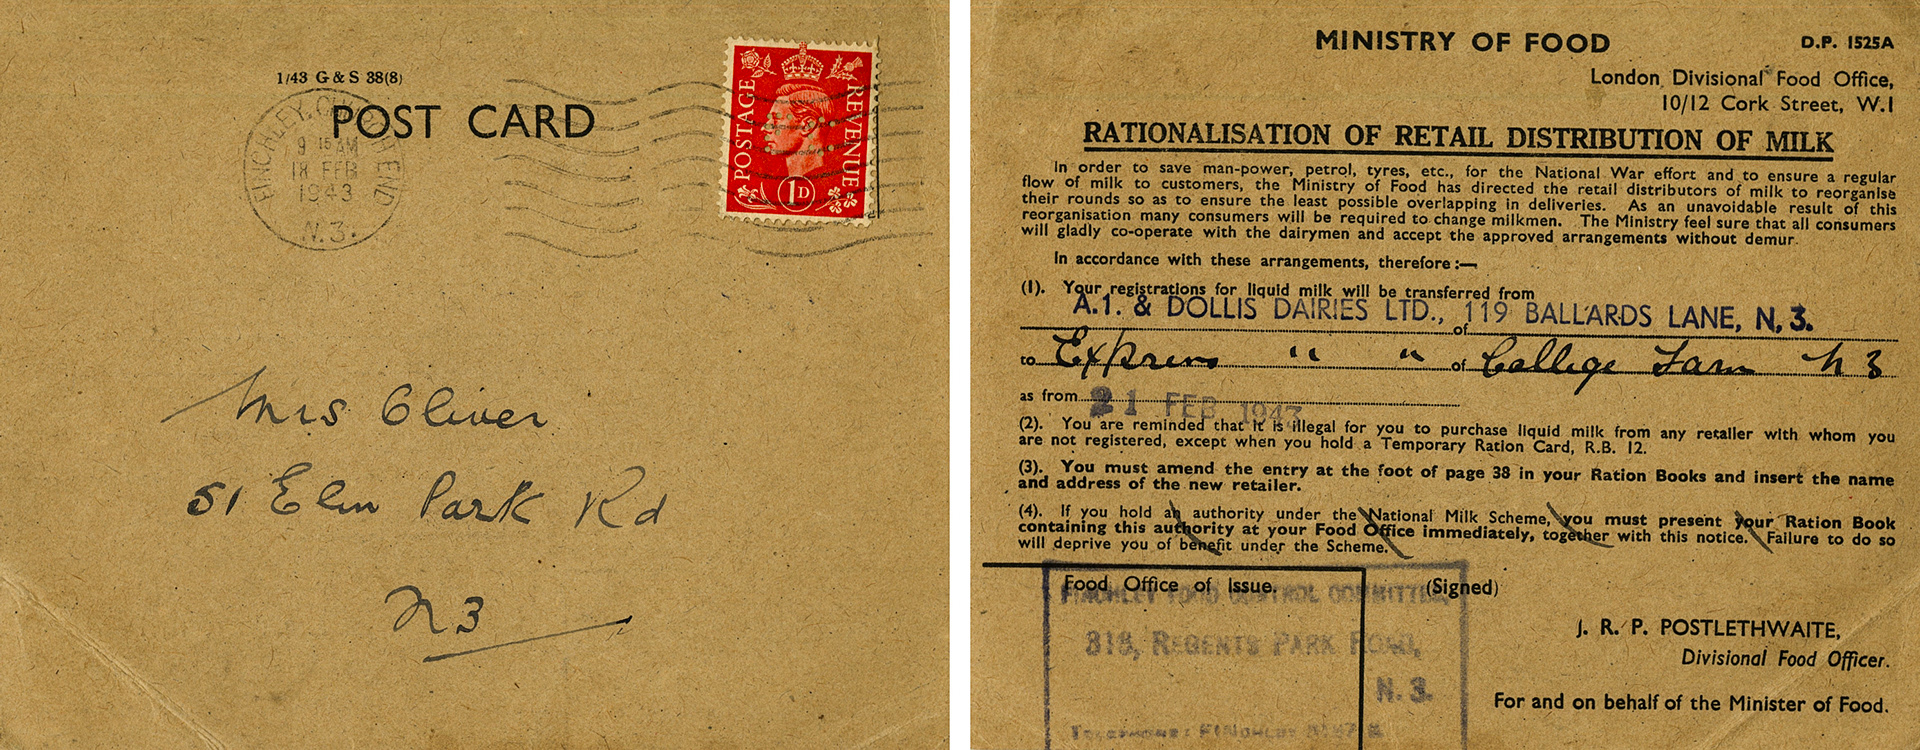 1/43 G & S 38(8)
POST CARD
FINCHLEY, CHURCH END
9 15 AM
18 FEB
1943
N.3.
POSTAGE REVENUE
1D
Mrs Oliver
51 Elm Park Rd
N3
MINISTRY OF FOOD
D.P. 1525A
London Divisional Food Office,
10/12 Cork Street, W.1
RATIONALISATION OF RETAIL DISTRIBUTION OF MILK
In order to save man-power, petrol, tyres, etc., for the National War effort and to ensure a regular
flow of milk to customers, the Ministry of Food has directed the retail distributors of milk to reorganise
their rounds so as to ensure the least possible overlapping in deliveries. As an unavoidable result of this
reorganisation many consumers will be required to change milkmen. The Ministry feel sure that all consumers
will gladly co-operate with the dairymen and accept the approved arrangements without demur.
In accordance with these arrangements, therefore :—
(1). Your registrations for liquid milk will be transferred from
A.1. & DOLLIS DAIRIES LTD., 119 BALLARDS LANE, N.3.
of
to Express " " of College Farm N3
as from 21 FEB 1943
(2). You are reminded that it is illegal for you to purchase liquid milk from any retailer with whom you
are not registered, except when you hold a Temporary Ration Card, R.B. 12.
(3). You must amend the entry at the foot of page 38 in your Ration Books and insert the name
and address of the new retailer.
(4). If you hold an authority under the National Milk Scheme, you must present your Ration Book
containing this authority at your Food Office immediately, together with this notice. Failure to do so
will deprive you of benefit under the Scheme.
Food Office of Issue.
(Signed)
FINCHLEY FOOD CONTROL COMMITTEE,
318, REGENTS PARK ROAD,
N.3.
J. R. P. POSTLETHWAITE,
Divisional Food Officer.
For and on behalf of the Minister of Food.
TELEPHONE: FINCHLEY